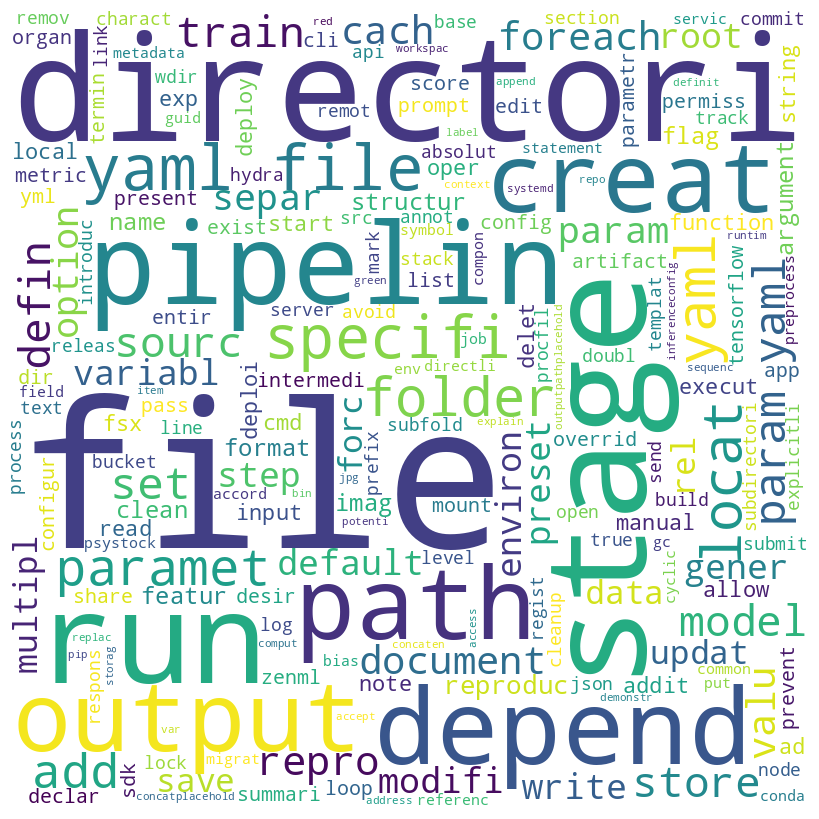 remov
charact
train
cach
base
section
servic
red
commit
organ
link
cli
api
workspac
foreach
root
string
directori
metadata
wdir
termin
guid
exp
deploy
score
remot
prompt
append
edit
parametr
definit
permiss
track
flag
label
local
metric
yml
yaml file
present
hydra
absolut
oper
statement
context
systemd
repo
creat
argument
separ
structur
name
exist
start
src
annot
config
param
function
introduc
option
defin
pipelin
mark
symbol
stack
list
compon
artifact
yaml
yaml
runtim
tensorflow
preprocess
inferenceconfig
templat
entir
server
avoid
releas
sourc
specifi
job
delet
procfil
doubl
outputpathplacehold
stage
sequenc
app
dir
field
item
variabl
deploi
intermedi
env
directli
explain
folder
execut
text
pass
fsx
line
cmd
forc
prefix
subfold
overrid
locat
rel
param
subdirectori
explicitli
process
configur
bucket
format
accord
bin
jpg
file
environ
preset
send
build
set
step
clean
input
imag
mount
open
manual
true
gc
cyclic
submit
read
psystock
potenti
level
multipl
paramet
default
regist
cleanup
data
gener
allow
share
featur
desir
run
path
log
access
model
replac
pip
storag
comput
zenml
bias
concaten
document
updat
common
put
prevent
respons
note
reproduc
json
addit
demonstr
valu
output
var
accept
depend
ad
migrat
add
repro
lock
save
sdk
loop
modifi
write
store
node
declar
concatplacehold
summari
address
referenc
conda
green